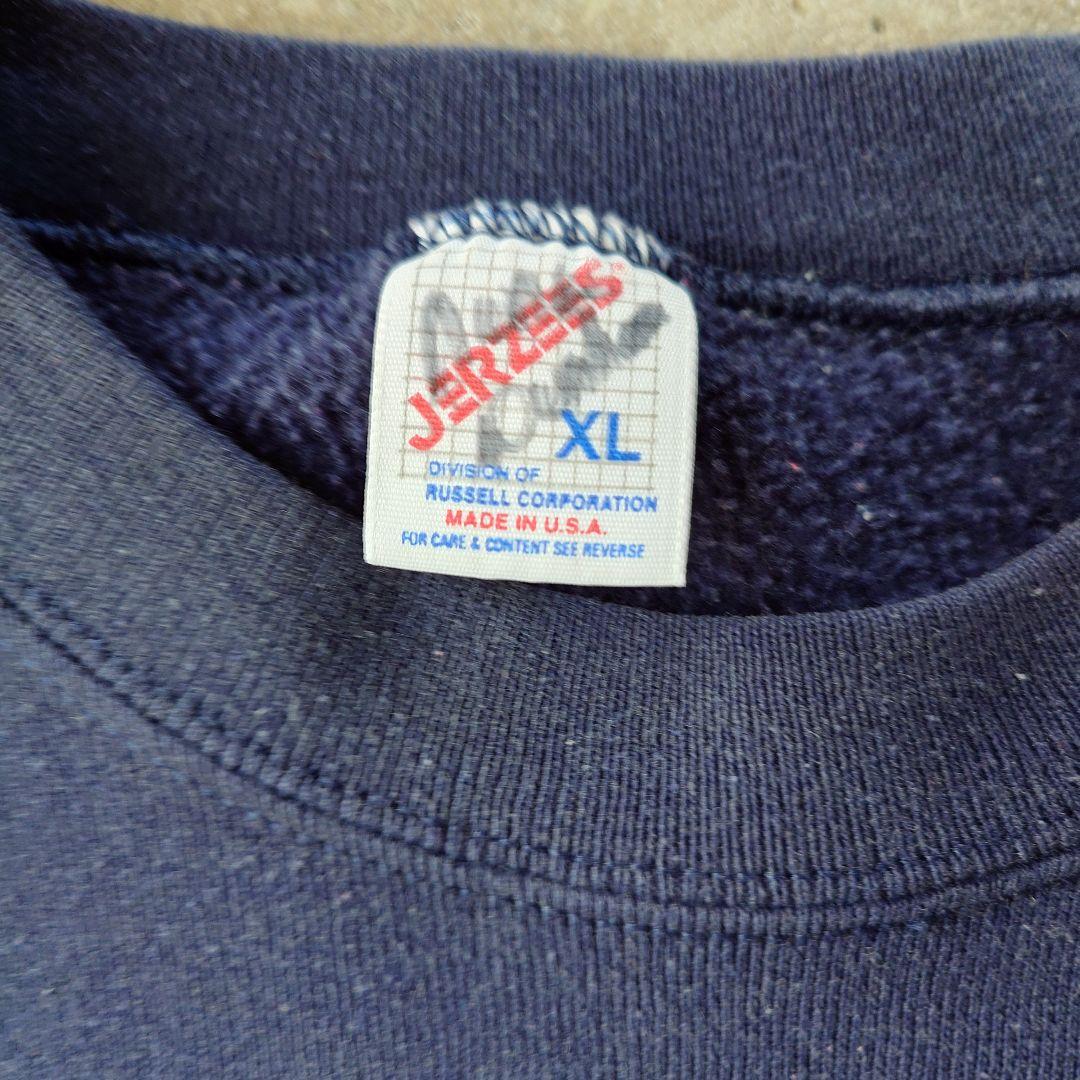 JERZEES®
XL
DIVISION OF
RUSSELL CORPORATION
MADE IN U.S.A.
FOR CARE & CONTENT SEE REVERSE